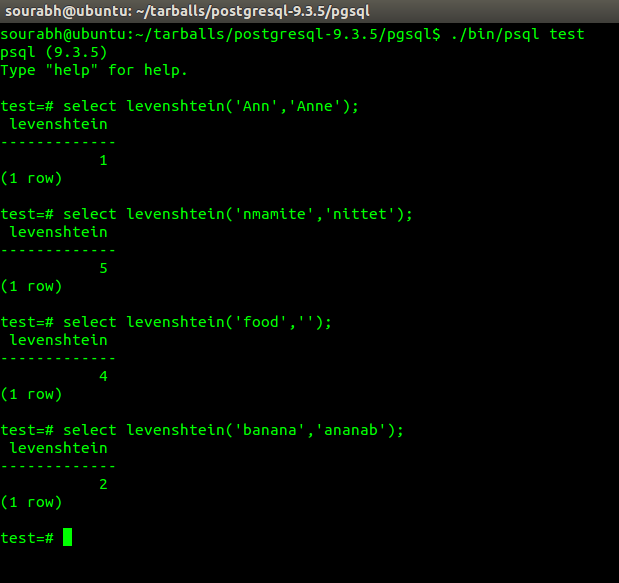 sourabh@ubuntu: ~/tarballs/postgresql-9.3.5/pgsql
sourabh@ubuntu:~/tarballs/postgresql-9.3.5/pgsql$ ./bin/psql test
psql (9.3.5)
Type "help" for help.

test=# select levenshtein('Ann','Anne');
 levenshtein
-------------
           1
(1 row)

test=# select levenshtein('nmamite','nittet');
 levenshtein
-------------
           5
(1 row)

test=# select levenshtein('food','');
 levenshtein
-------------
           4
(1 row)

test=# select levenshtein('banana','ananab');
 levenshtein
-------------
           2
(1 row)

test=#